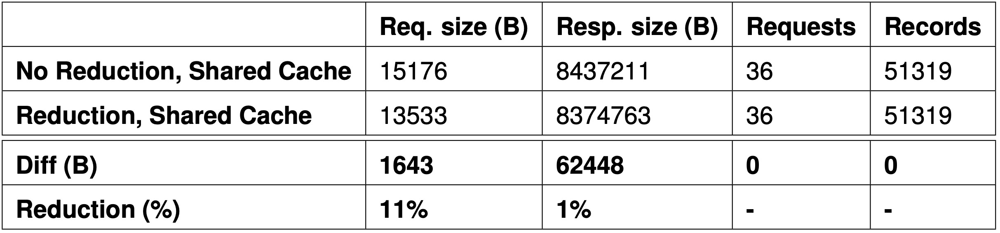 Req. size (B) Resp. size (B) Requests Records
No Reduction, Shared Cache 15176 8437211 36 51319
Reduction, Shared Cache 13533 8374763 36 51319
Diff (B) 1643 62448 0 0
Reduction (%) 11% 1% - -